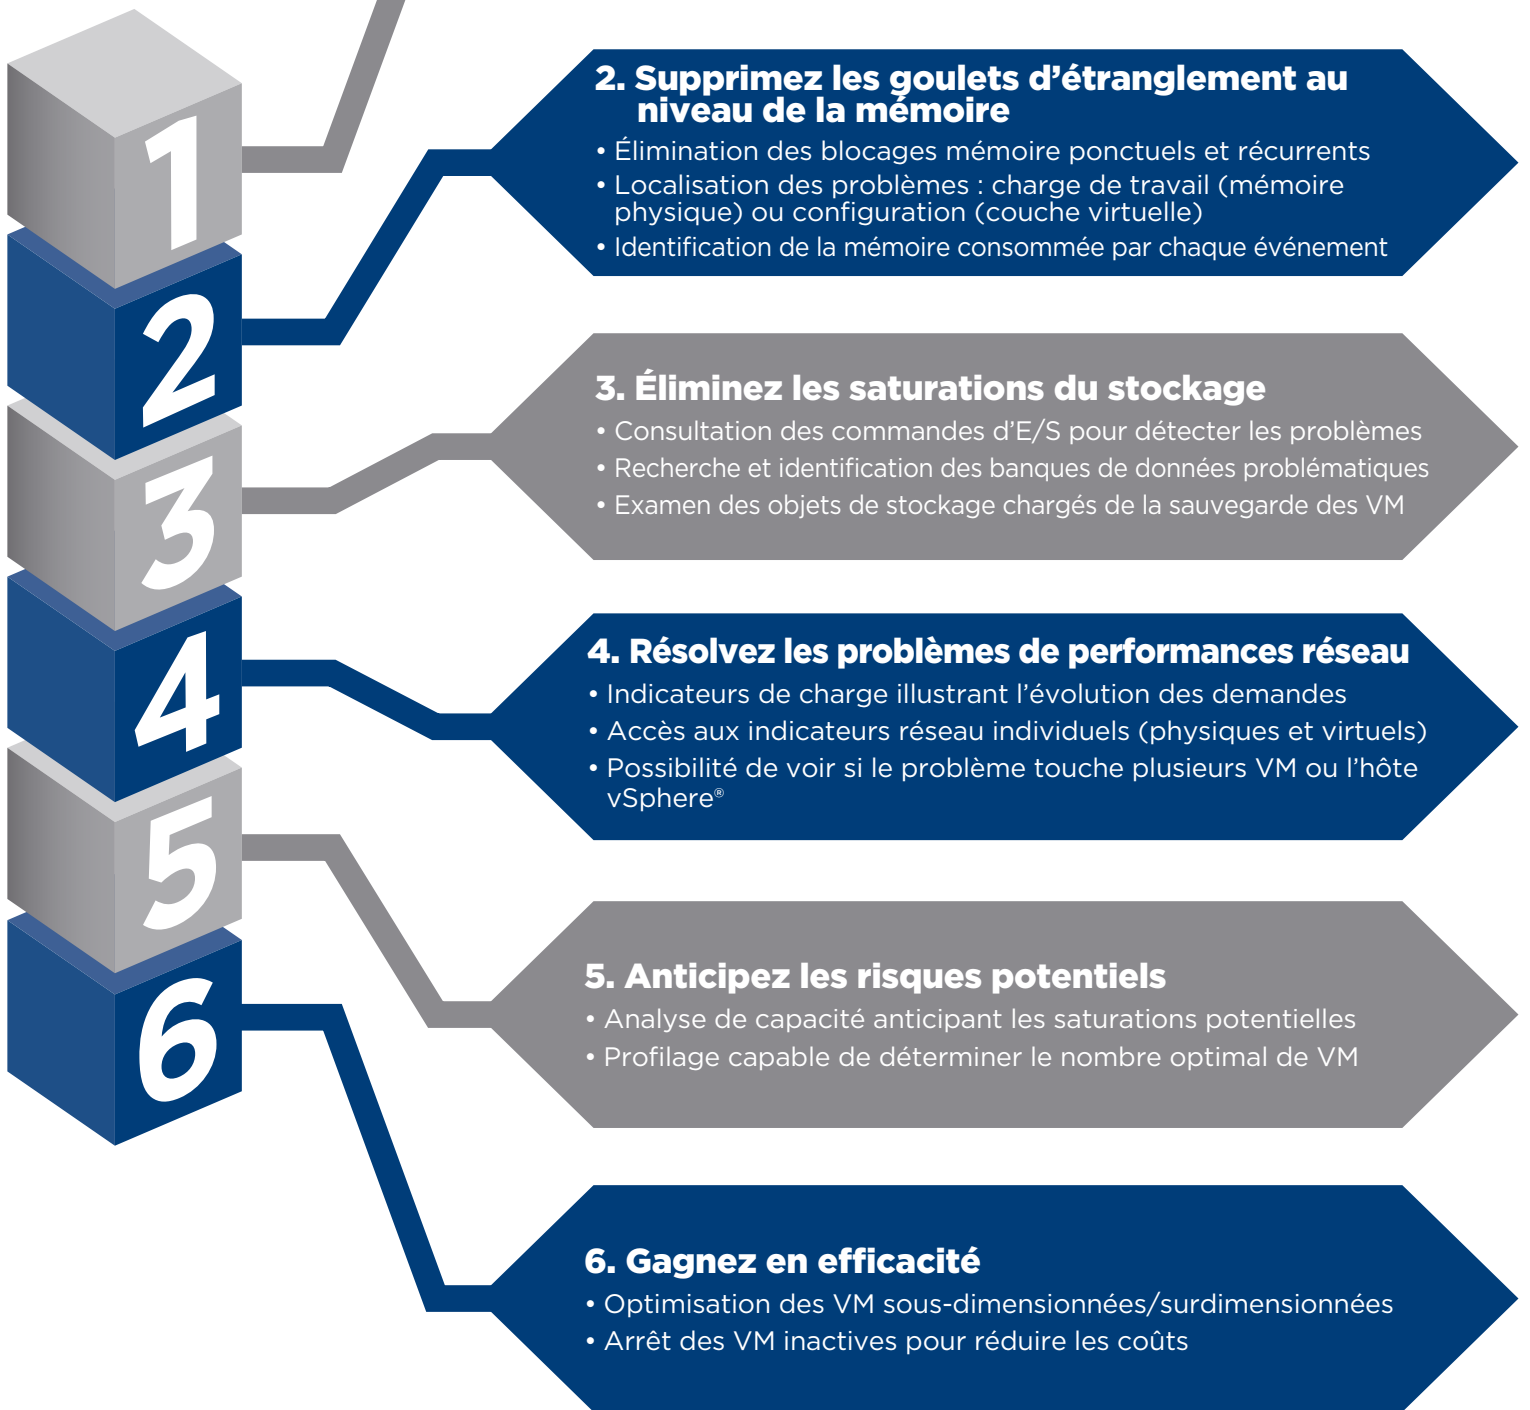 1
2
3
4
5
6
2. Supprimez les goulets d’étranglement au
niveau de la mémoire
• Élimination des blocages mémoire ponctuels et récurrents
• Localisation des problèmes : charge de travail (mémoire
physique) ou configuration (couche virtuelle)
• Identification de la mémoire consommée par chaque événement
3. Éliminez les saturations du stockage
• Consultation des commandes d’E/S pour détecter les problèmes
• Recherche et identification des banques de données problématiques
• Examen des objets de stockage chargés de la sauvegarde des VM
4. Résolvez les problèmes de performances réseau
• Indicateurs de charge illustrant l’évolution des demandes
• Accès aux indicateurs réseau individuels (physiques et virtuels)
• Possibilité de voir si le problème touche plusieurs VM ou l’hôte
vSphere®
5. Anticipez les risques potentiels
• Analyse de capacité anticipant les saturations potentielles
• Profilage capable de déterminer le nombre optimal de VM
6. Gagnez en efficacité
• Optimisation des VM sous-dimensionnées/surdimensionnées
• Arrêt des VM inactives pour réduire les coûts